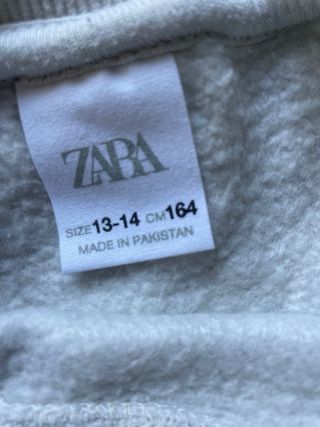 ZARA
SIZE 13-14 CM 164
MADE IN PAKISTAN